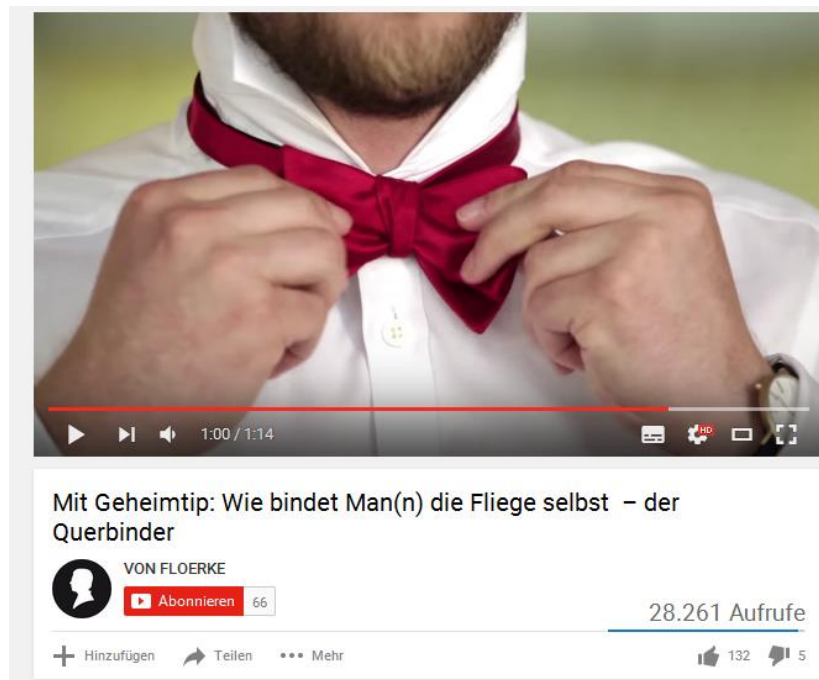 1:00 / 1:14
HD
Mit Geheimtip: Wie bindet Man(n) die Fliege selbst – der
Querbinder
VON FLOERKE
Abonnieren 66
28.261 Aufrufe
Hinzufügen Teilen Mehr 132 5